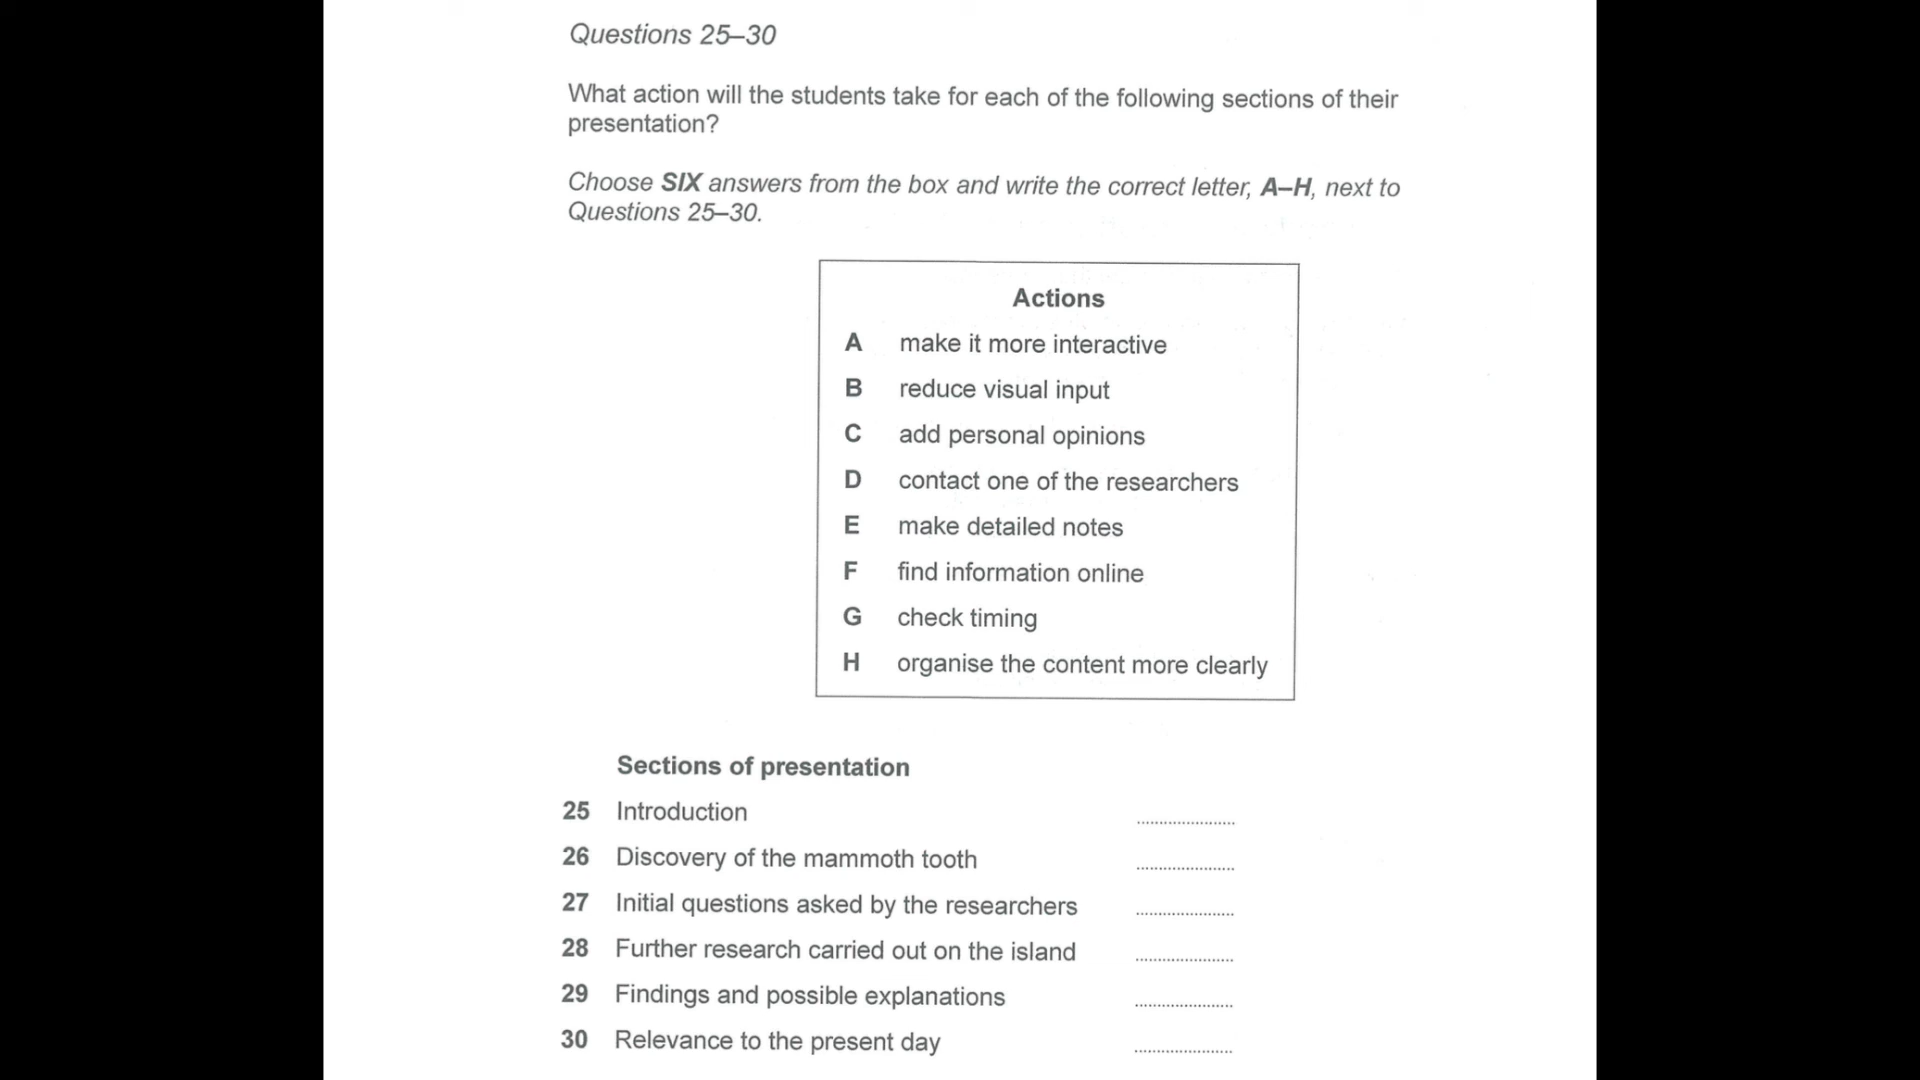 Questions 25–30
What action will the students take for each of the following sections of their
presentation?
Choose SIX answers from the box and write the correct letter, A–H, next to
Questions 25–30.
Actions
A make it more interactive
B reduce visual input
C add personal opinions
D contact one of the researchers
E make detailed notes
F find information online
G check timing
H organise the content more clearly
Sections of presentation
25 Introduction ......................
26 Discovery of the mammoth tooth ......................
27 Initial questions asked by the researchers ......................
28 Further research carried out on the island ......................
29 Findings and possible explanations ......................
30 Relevance to the present day ......................